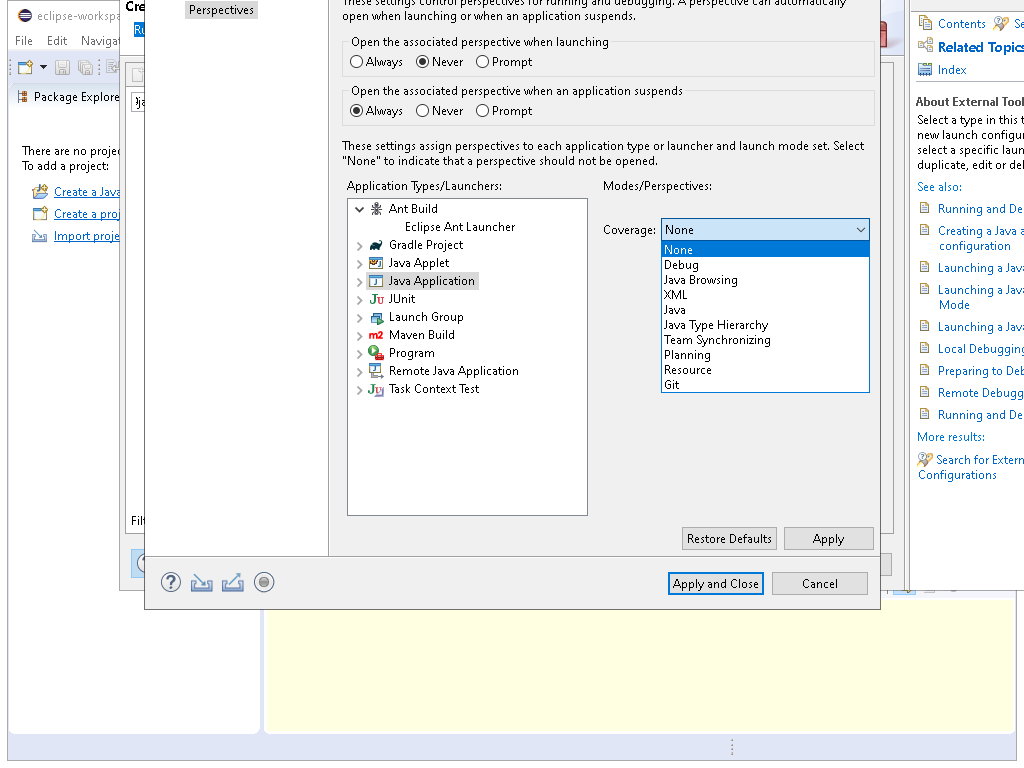 eclipse-workspa
File Edit Navigat
Package Explore
There are no projec
To add a project:
Create a Java
Create a proj
Import proje
Cre
Ru
Filt
Perspectives
These settings control perspectives for running and debugging. A perspective can automatically
open when launching or when an application suspends.
Open the associated perspective when launching
Always Never Prompt
Open the associated perspective when an application suspends
Always Never Prompt
These settings assign perspectives to each application type or launcher and launch mode set. Select
"None" to indicate that a perspective should not be opened.
Application Types/Launchers:
Ant Build
Eclipse Ant Launcher
Gradle Project
Java Applet
Java Application
JUnit
Launch Group
Maven Build
Program
Remote Java Application
Task Context Test
Modes/Perspectives:
Coverage: None
None
Debug
Java Browsing
XML
Java
Java Type Hierarchy
Team Synchronizing
Planning
Resource
Git
Restore Defaults Apply
Apply and Close Cancel
Contents Se
Related Topics
Index
About External Tool
Select a type in this t
new launch configur
select a specific laun
duplicate, edit or del
See also:
Running and De
Creating a Java a
configuration
Launching a Java
Launching a Java
Mode
Launching a Java
Local Debugging
Preparing to Deb
Remote Debugg
Running and De
More results:
Search for Extern
Configurations